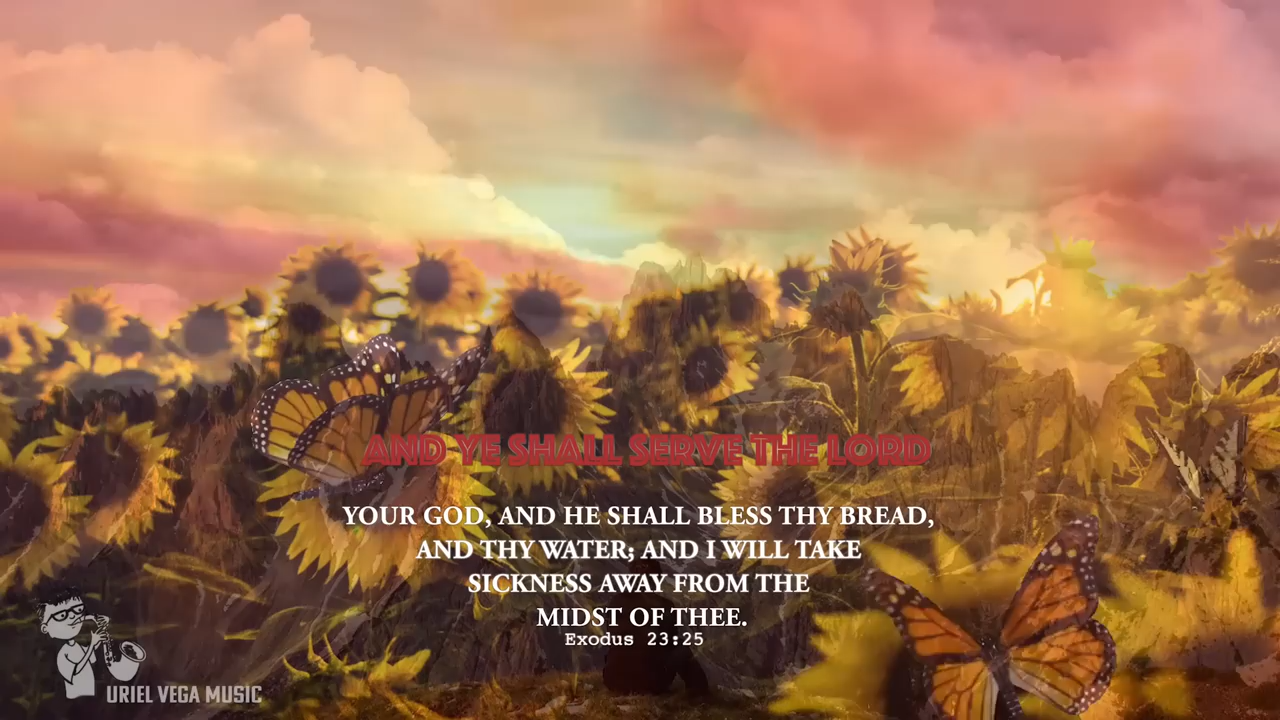 AND YE SHALL SERVE THE LORD
YOUR GOD, AND HE SHALL BLESS THY BREAD,
AND THY WATER; AND I WILL TAKE
SICKNESS AWAY FROM THE
MIDST OF THEE.
Exodus 23:25
URIEL VEGA MUSIC